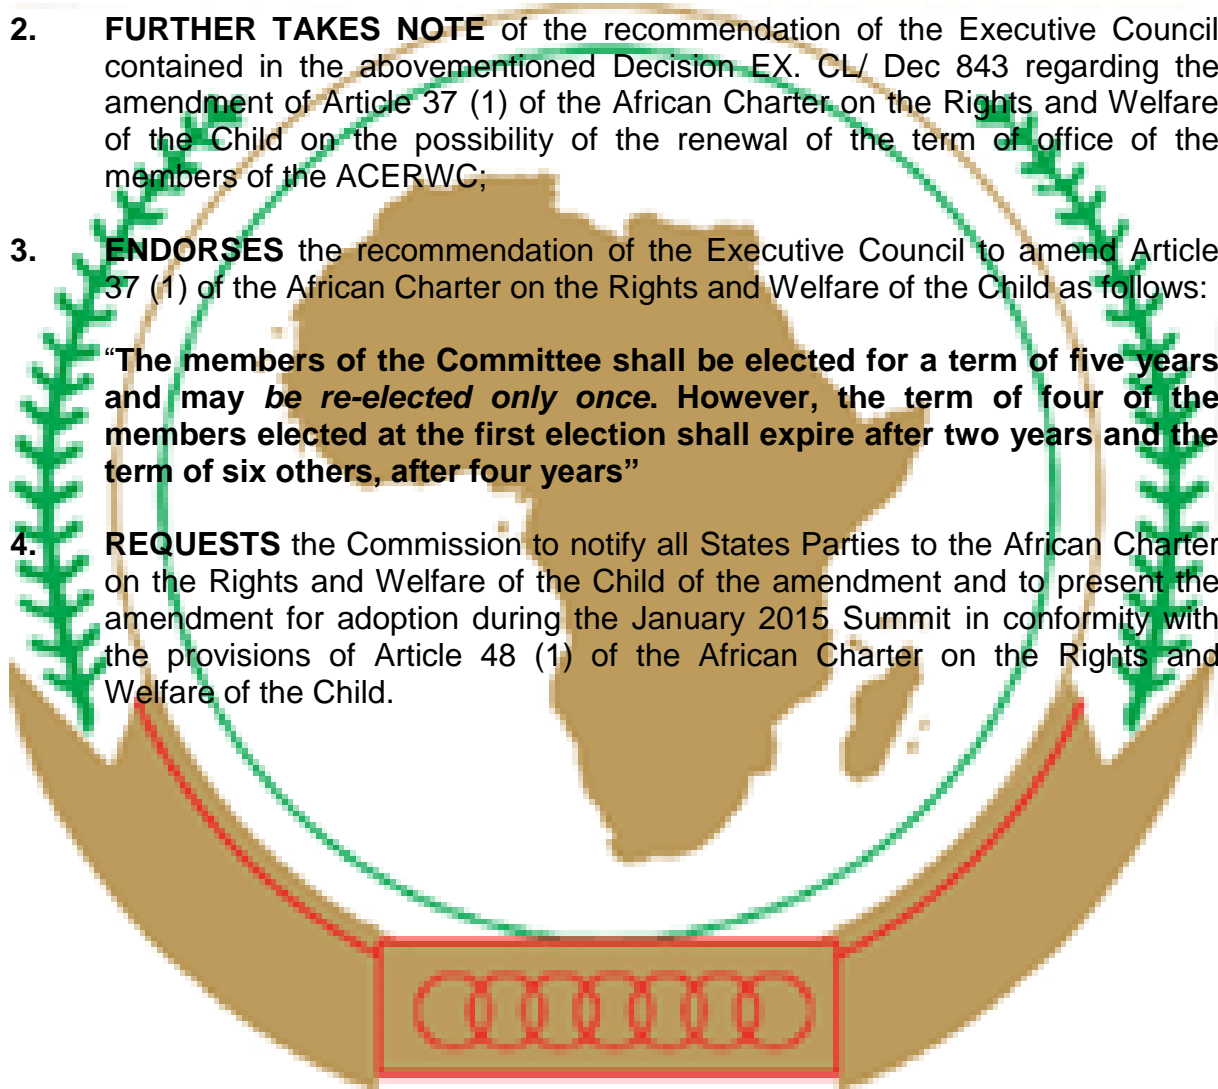 2. FURTHER TAKES NOTE of the recommendation of the Executive Council
contained in the abovementioned Decision EX. CL/ Dec 843 regarding the
amendment of Article 37 (1) of the African Charter on the Rights and Welfare
of the Child on the possibility of the renewal of the term of office of the
members of the ACERWC;
3. ENDORSES the recommendation of the Executive Council to amend Article
37 (1) of the African Charter on the Rights and Welfare of the Child as follows:
“The members of the Committee shall be elected for a term of five years
and may be re-elected only once. However, the term of four of the
members elected at the first election shall expire after two years and the
term of six others, after four years”
4. REQUESTS the Commission to notify all States Parties to the African Charter
on the Rights and Welfare of the Child of the amendment and to present the
amendment for adoption during the January 2015 Summit in conformity with
the provisions of Article 48 (1) of the African Charter on the Rights and
Welfare of the Child.